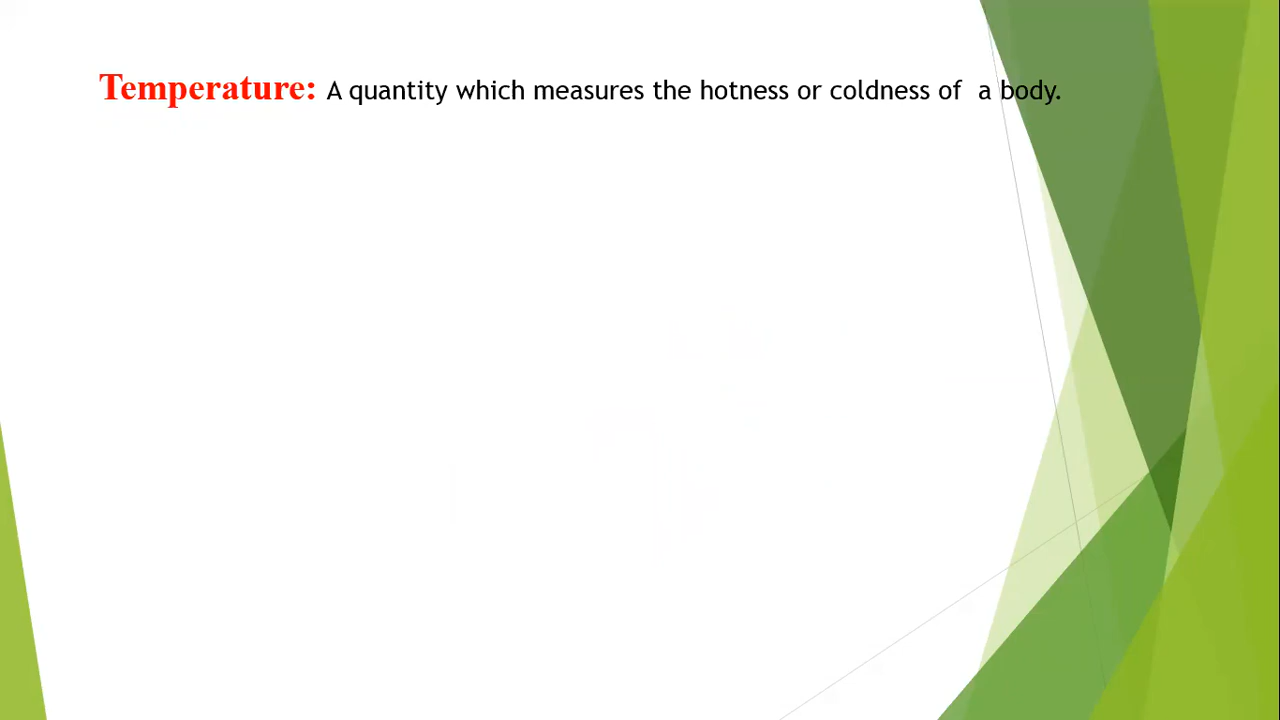 Temperature: A quantity which measures the hotness or coldness of  a body.